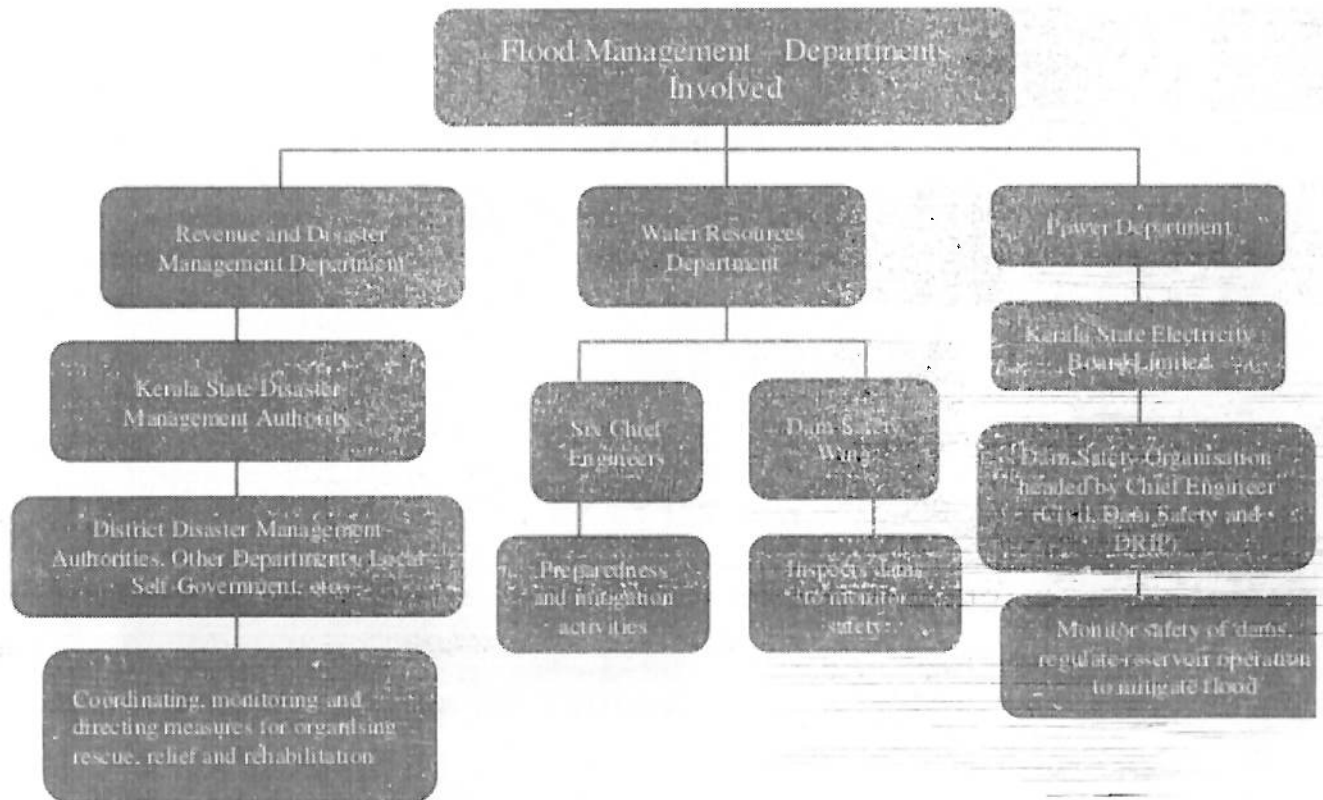 Flood Management – Departments
Involved
Revenue and Disaster
Management Department
Water Resources
Department
Power Department
Kerala State Disaster
Management Authority
Six Chief
Engineers
Dam Safety
Wing
Kerala State Electricity
Board Limited
District Disaster Management
Authorities, Other Departments, Local
Self-Government, etc.
Preparedness
and mitigation
activities
Inspects dams
to monitor
safety
Dam Safety Organisation
headed by Chief Engineer
(Civil, Dam Safety and
DRIP)
Coordinating, monitoring and
directing measures for organising
rescue, relief and rehabilitation
Monitor safety of dams,
regulate reservoir operation
to mitigate flood